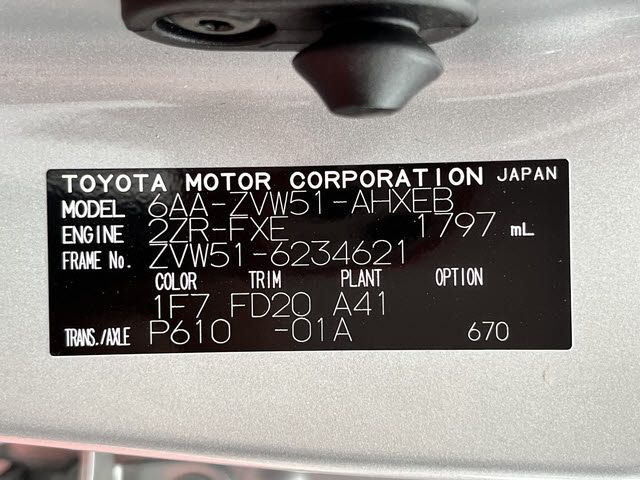 TOYOTA MOTOR CORPORATION JAPAN
MODEL 6AA-ZVW51-AHXEB
ENGINE 2ZR-FXE 1797 mL
FRAME No. ZVW51-6234621
COLOR TRIM PLANT OPTION
1F7 FD20 A41
TRANS./AXLE P610 -01A 670